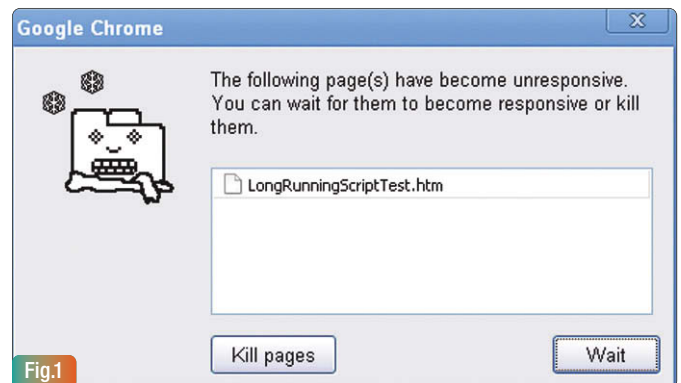 Google Chrome
The following page(s) have become unresponsive.
You can wait for them to become responsive or kill
them.
LongRunningScriptTest.htm
Kill pages
Wait
Fig.1